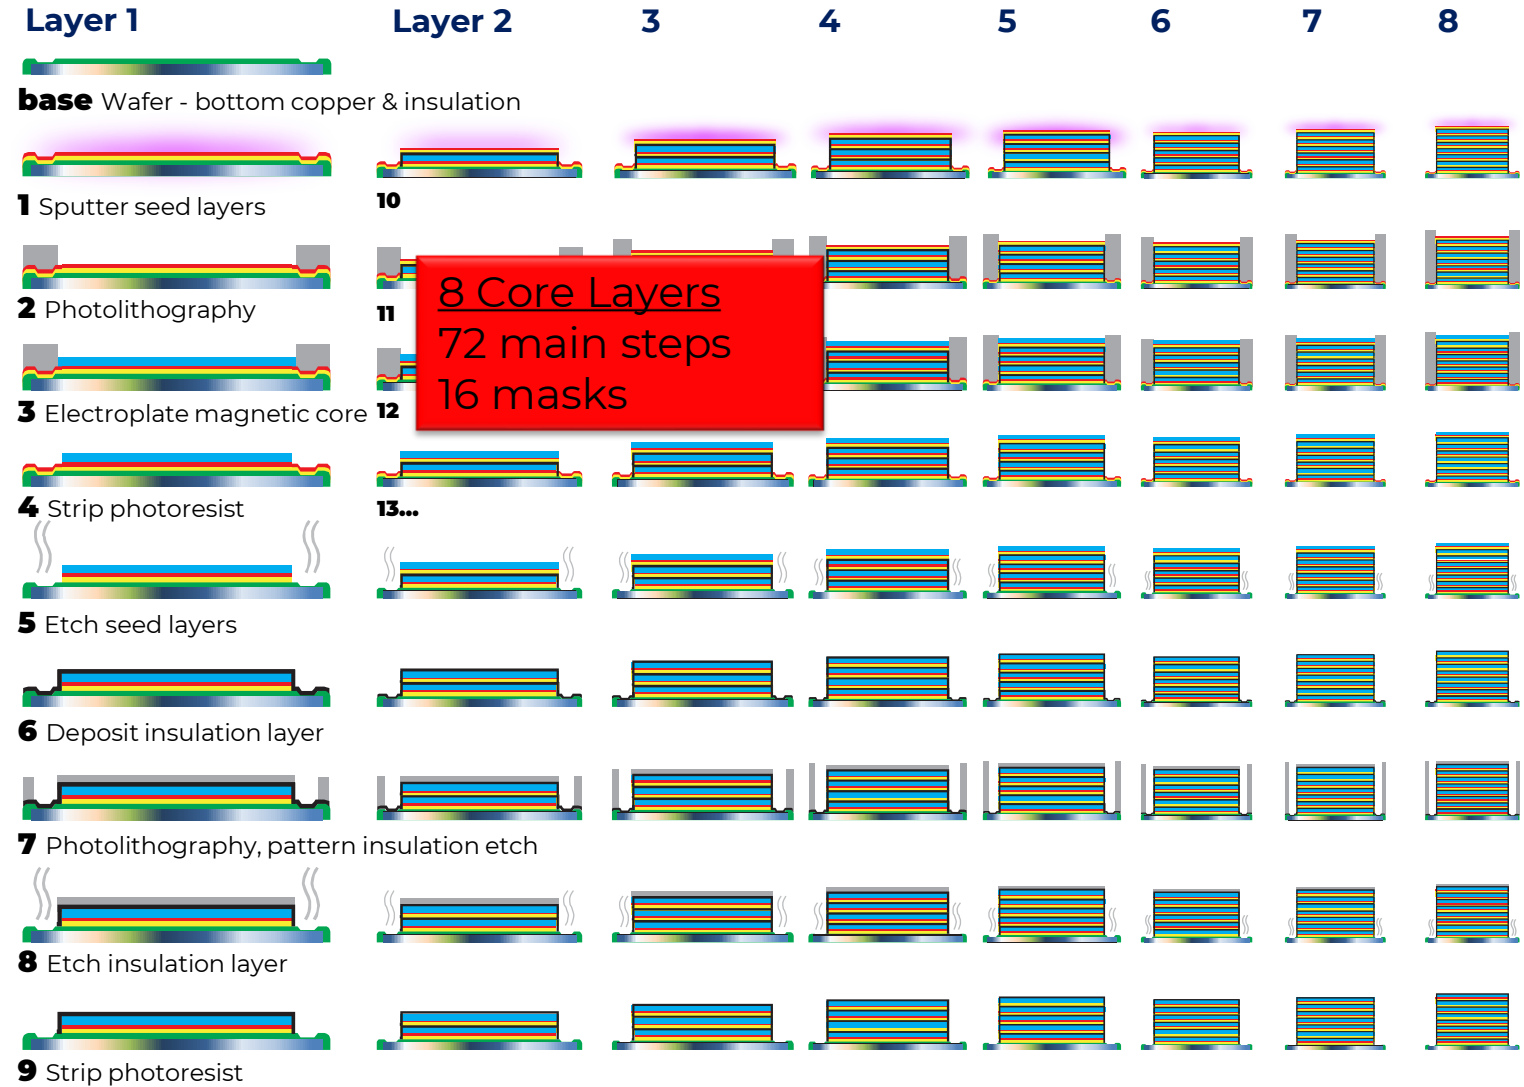 Layer 1 Layer 2 3 4 5 6 7 8
base Wafer - bottom copper & insulation
1 Sputter seed layers
10
2 Photolithography
11
8 Core Layers
72 main steps
16 masks
3 Electroplate magnetic core
12
4 Strip photoresist
13...
5 Etch seed layers
6 Deposit insulation layer
7 Photolithography, pattern insulation etch
8 Etch insulation layer
9 Strip photoresist